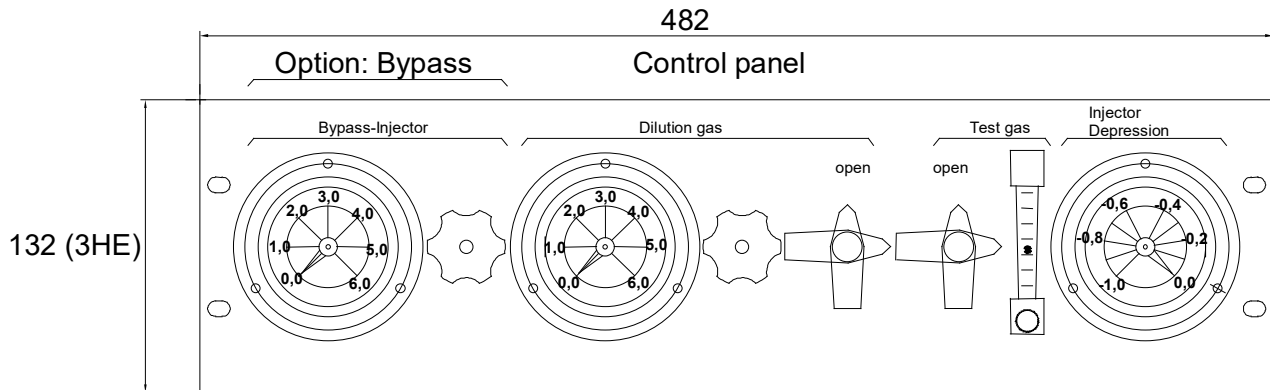 482
Option: Bypass
Control panel
132 (3HE)
Bypass-Injector
Dilution gas
Test gas
Injector
Depression
open
open
0,0
1,0
2,0
3,0
4,0
5,0
6,0
0,0
1,0
2,0
3,0
4,0
5,0
6,0
-1,0
-0,8
-0,6
-0,4
-0,2
0,0